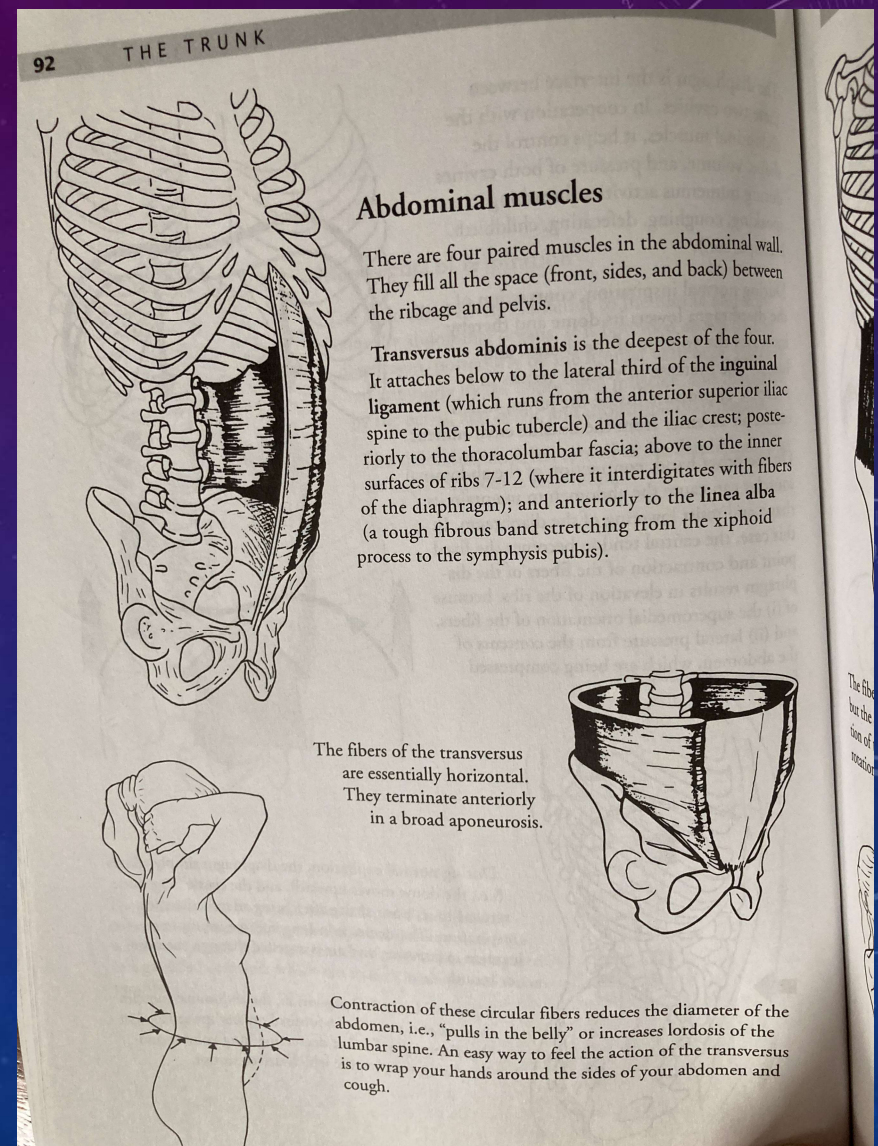 92 THE TRUNK
Abdominal muscles
There are four paired muscles in the abdominal wall.
They fill all the space (front, sides, and back) between
the ribcage and pelvis.
Transversus abdominis is the deepest of the four.
It attaches below to the lateral third of the inguinal
ligament (which runs from the anterior superior iliac
spine to the pubic tubercle) and the iliac crest; poste-
riorly to the thoracolumbar fascia; above to the inner
surfaces of ribs 7-12 (where it interdigitates with fibers
of the diaphragm); and anteriorly to the linea alba
(a tough fibrous band stretching from the xiphoid
process to the symphysis pubis).
The fibers of the transversus
are essentially horizontal.
They terminate anteriorly
in a broad aponeurosis.
Contraction of these circular fibers reduces the diameter of the
abdomen, i.e., “pulls in the belly” or increases lordosis of the
lumbar spine. An easy way to feel the action of the transversus
is to wrap your hands around the sides of your abdomen and
cough.
The
but the
tion of